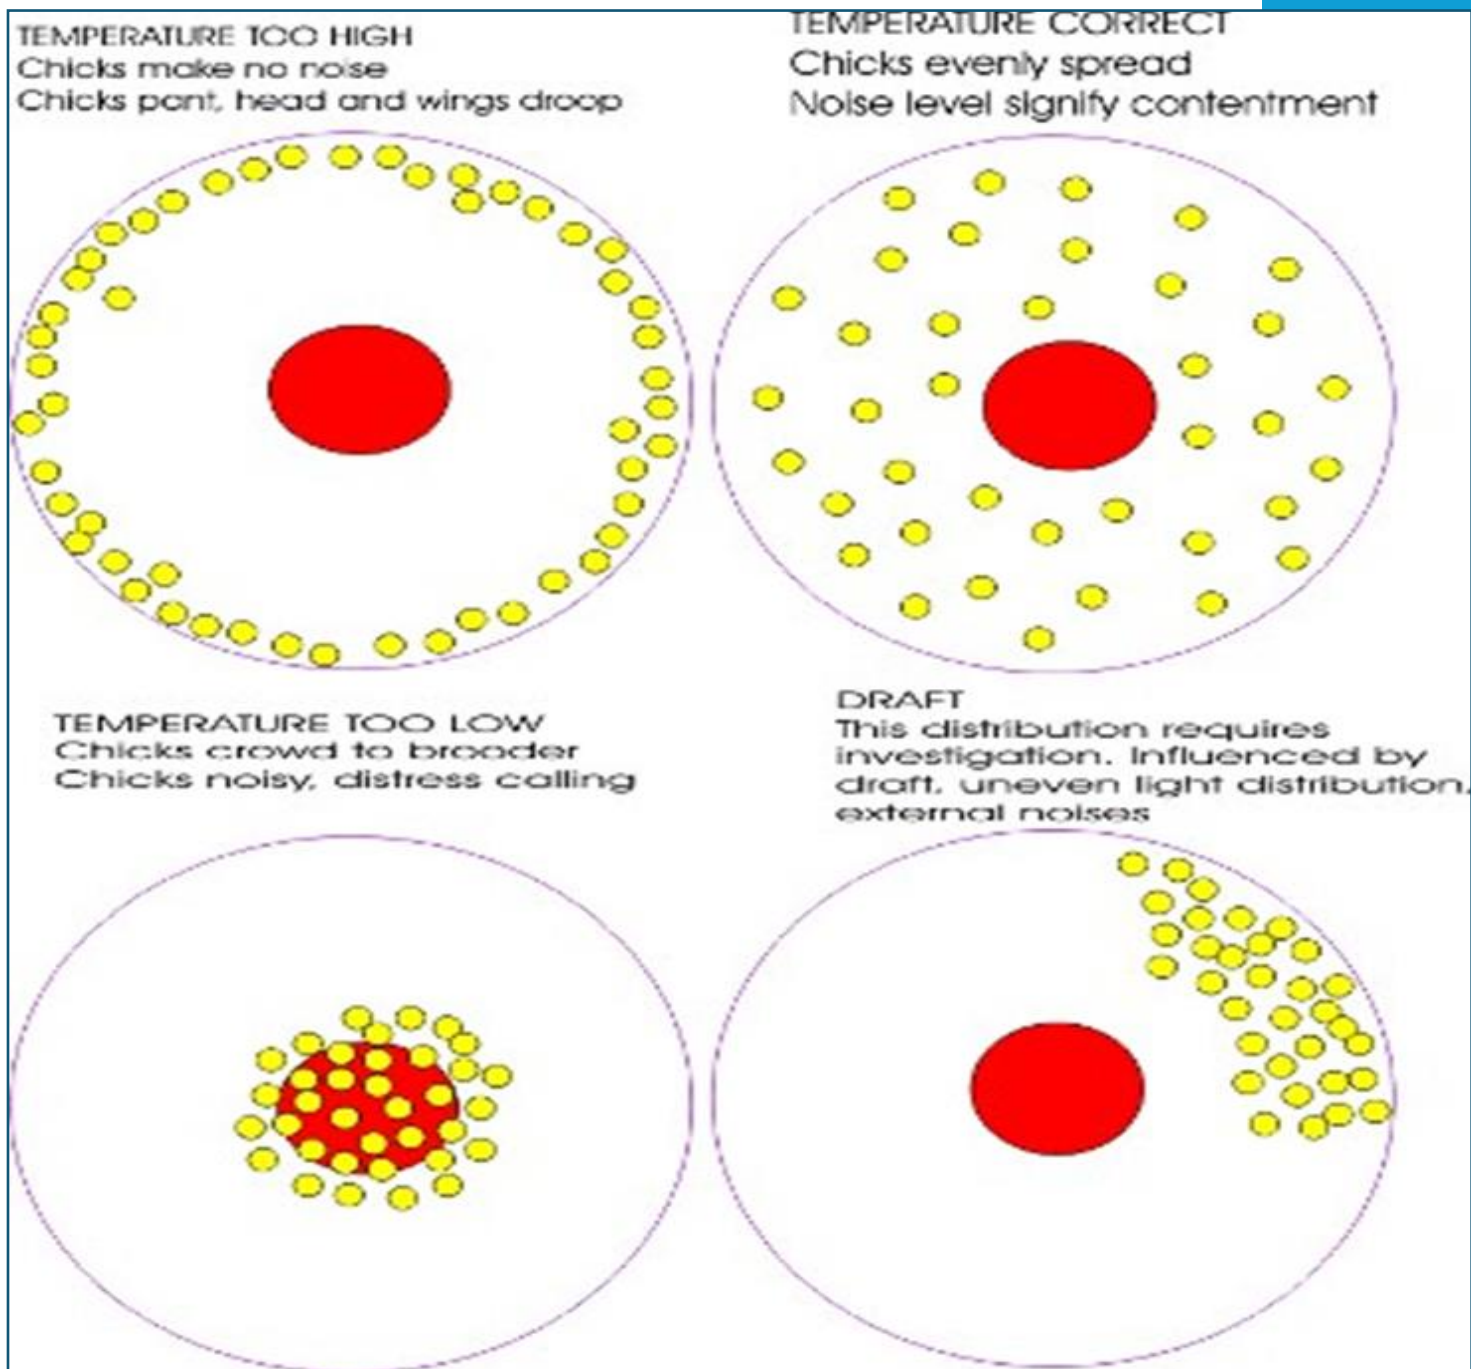 TEMPERATURE TOO HIGH
Chicks make no noise
Chicks pant, head and wings droop
TEMPERATURE CORRECT
Chicks evenly spread
Noise level signify contentment
TEMPERATURE TOO LOW
Chicks crowd to brooder
Chicks noisy, distress calling
DRAFT
This distribution requires
investigation. Influenced by
draft, uneven light distribution,
external noises